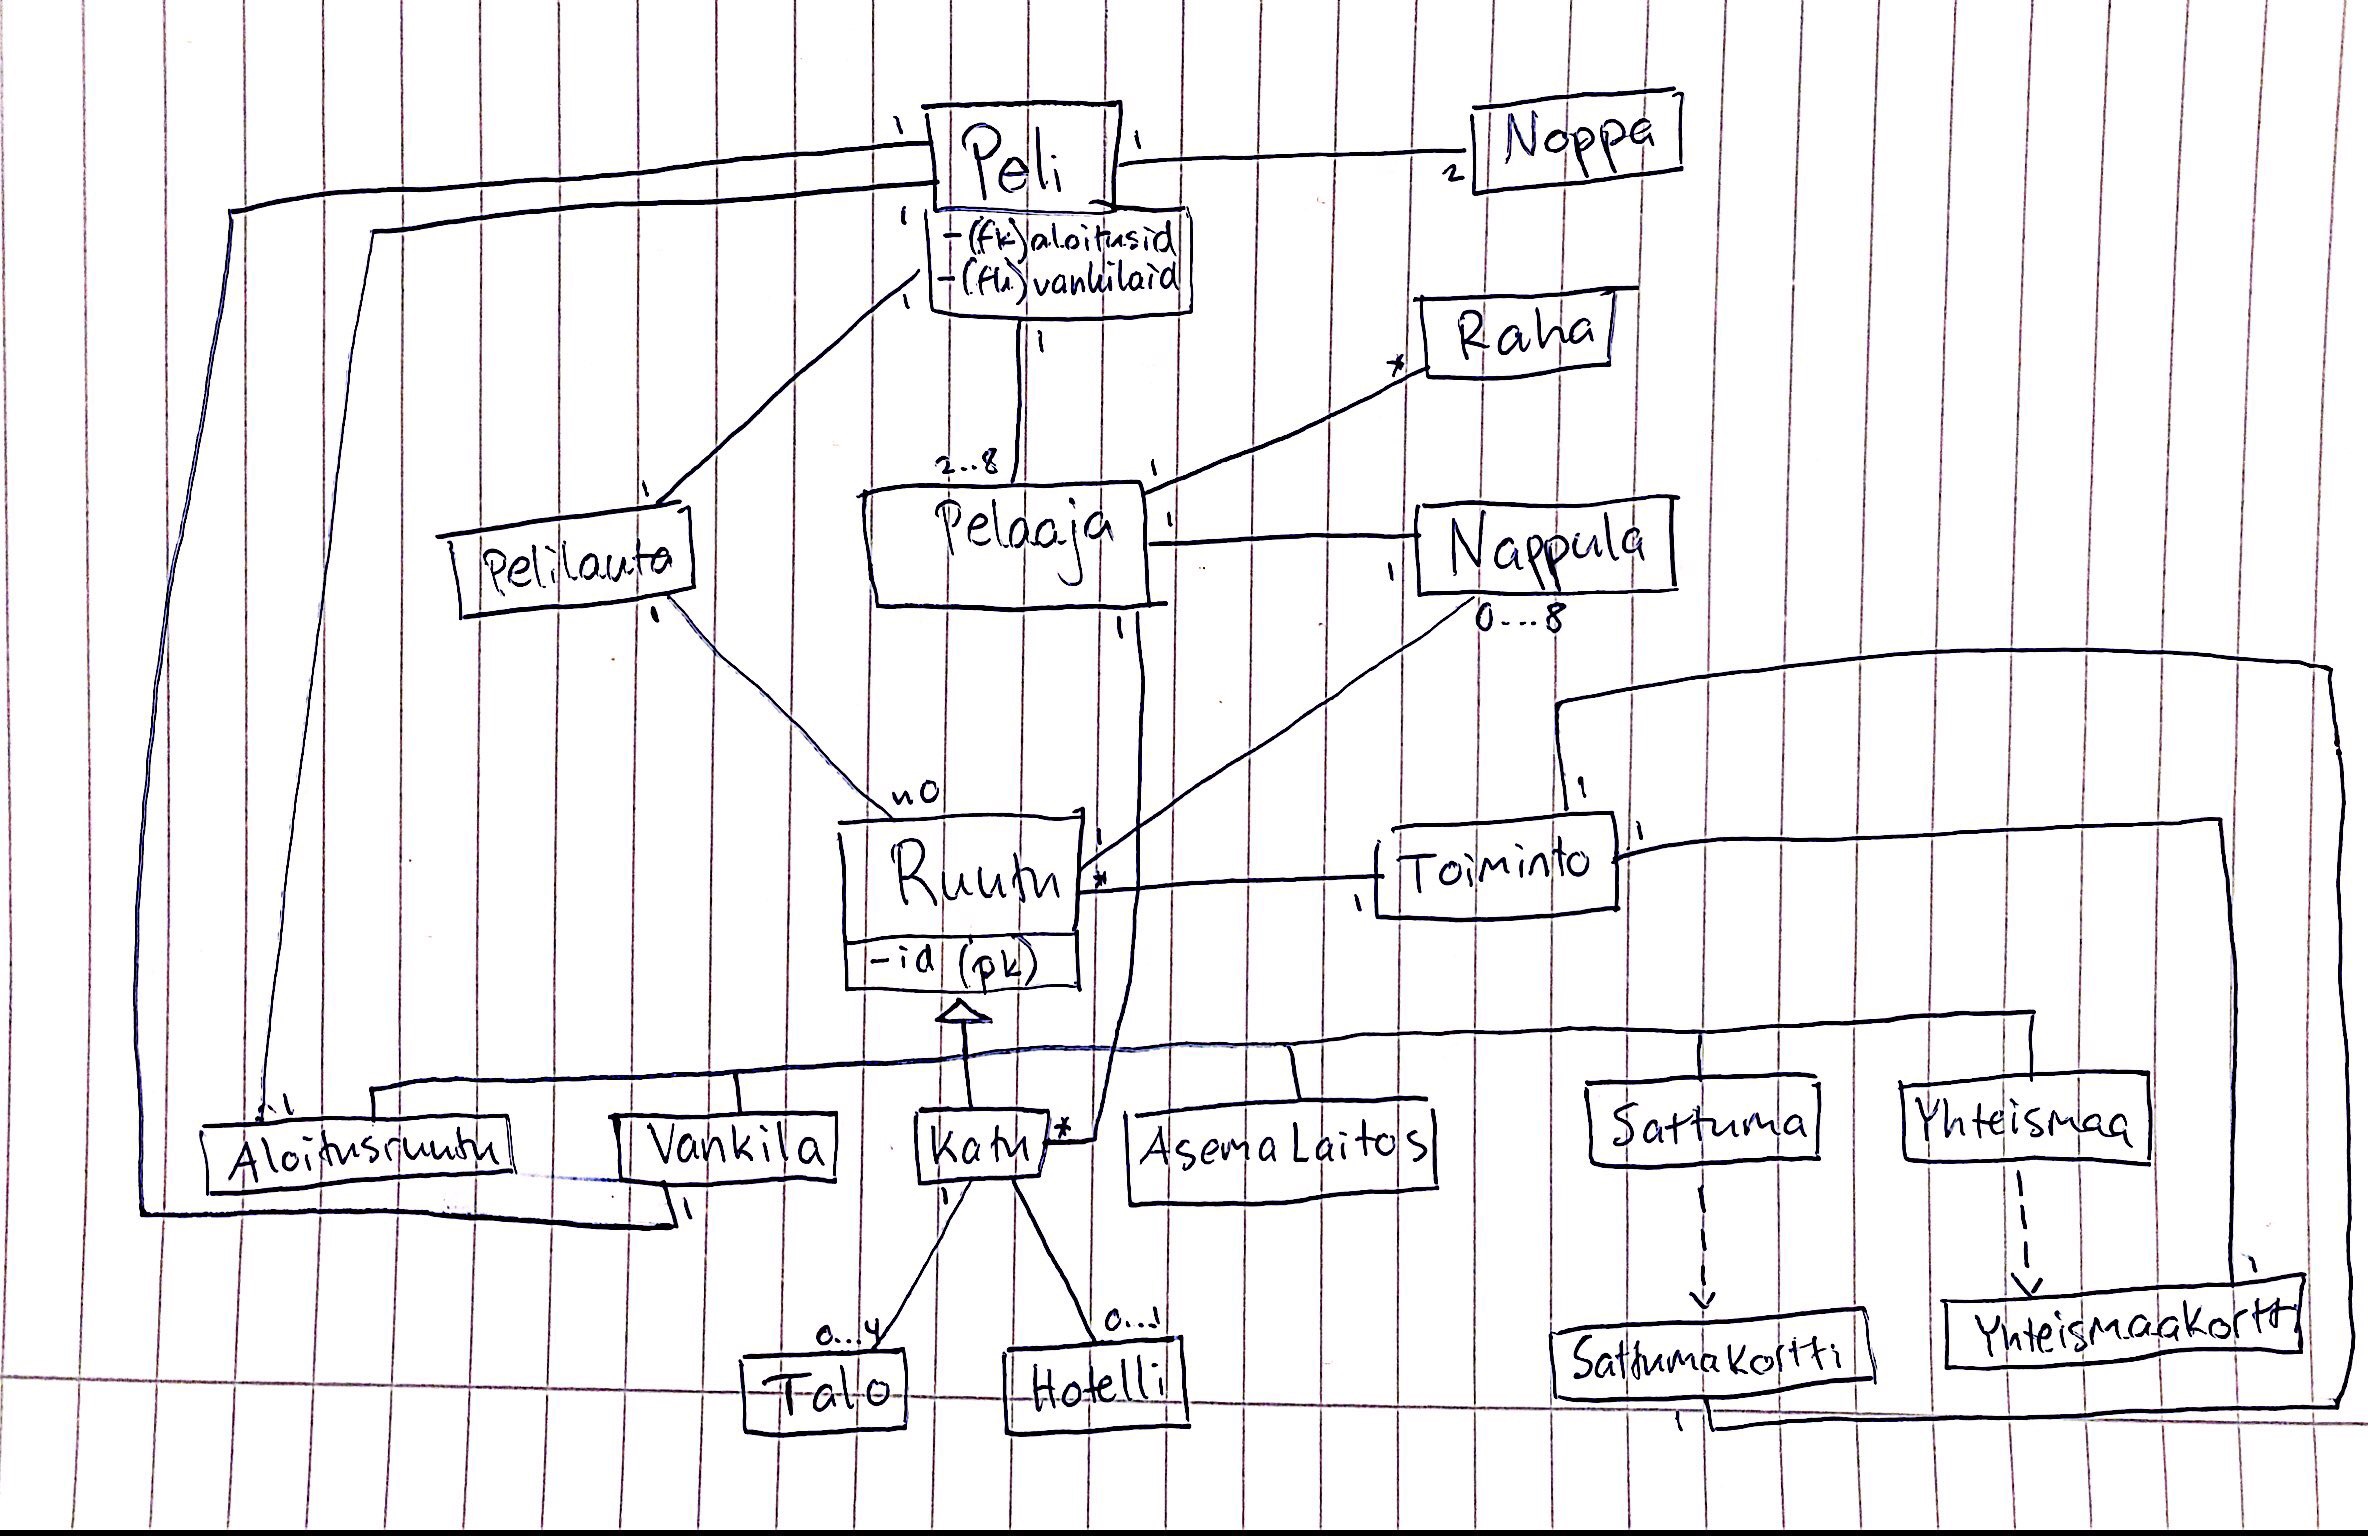 1
Peli
1
Noppa
2
1
-(fk)aloitusid
-(fk)vankilaid
1
1
Raha
*
2...8
1
1
Pelaaja
1
Nappula
1
Pelilauta
1
1
0...8
40
1
1
1
Ruutu
*
Toiminto
1
-id (pk)
1
Aloitusruutu
Vankila
Katu
*
AsemaLaitos
Sattuma
Yhteismaa
1
1
1
0...4
0...1
Sattumakortti
Yhteismaakortti
Talo
Hotelli
1